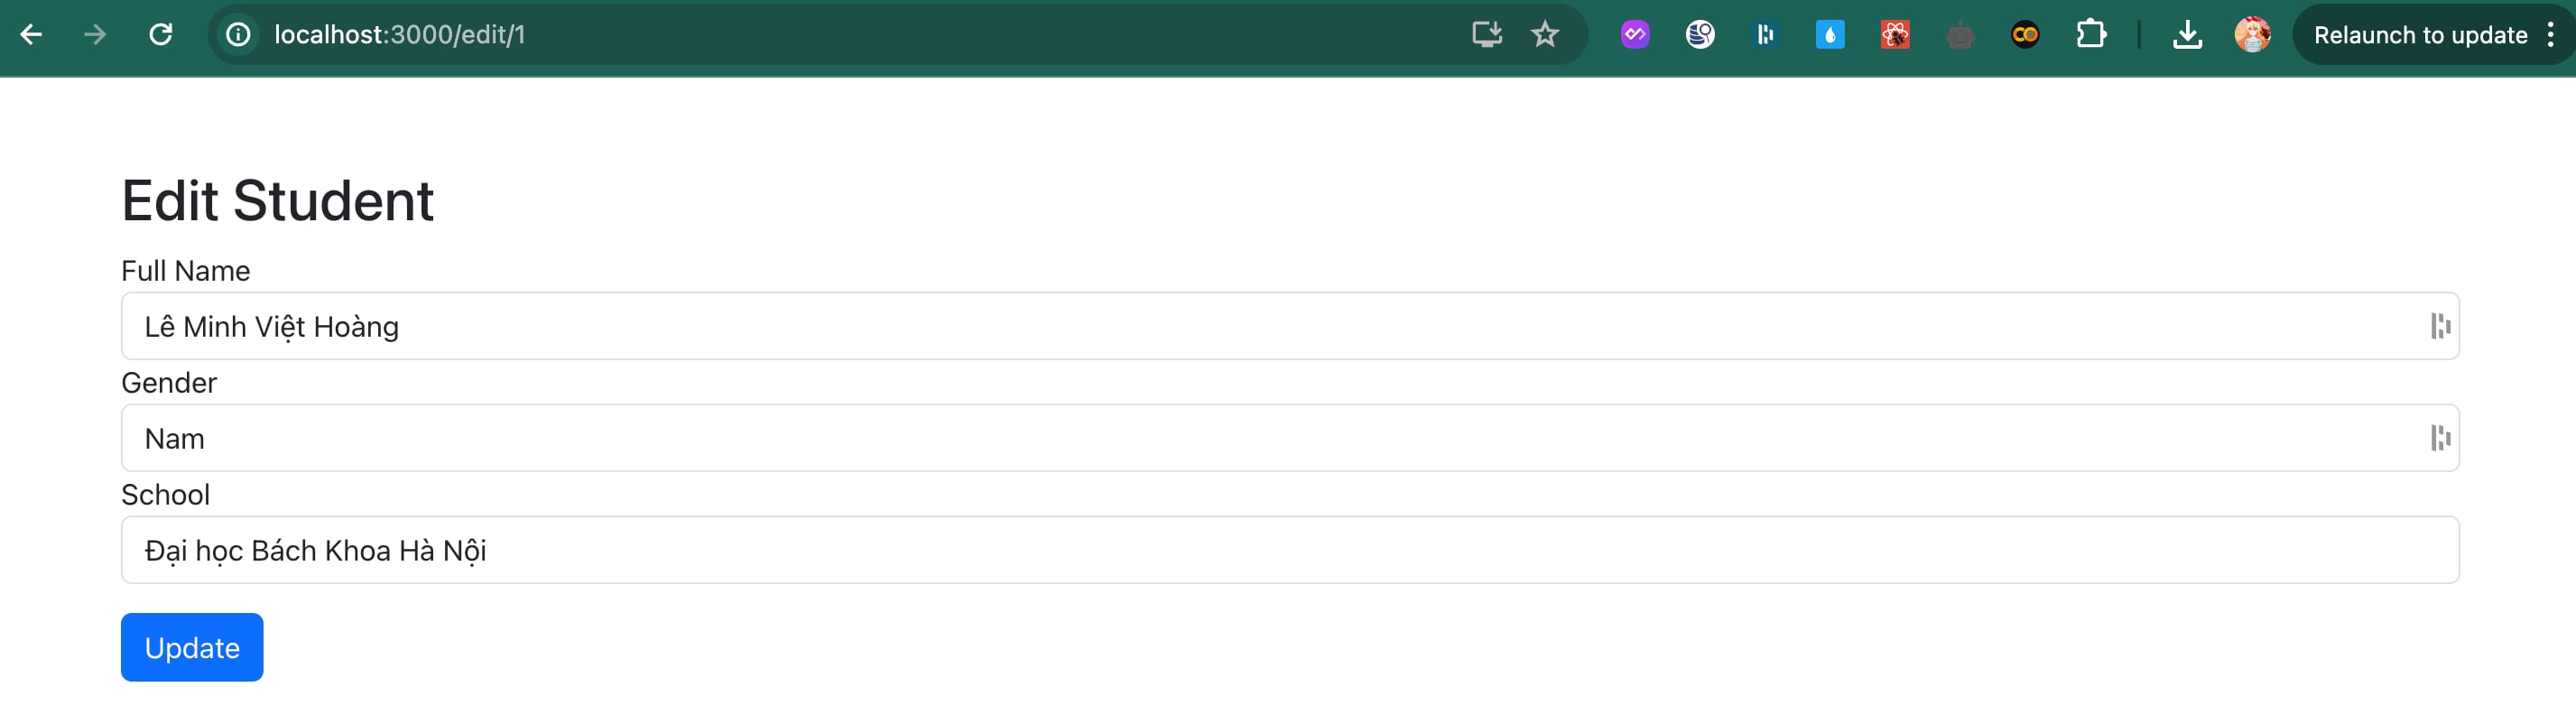 localhost:3000/edit/1
Relaunch to update
Edit Student
Full Name
Lê Minh Việt Hoàng
Gender
Nam
School
Đại học Bách Khoa Hà Nội
Update